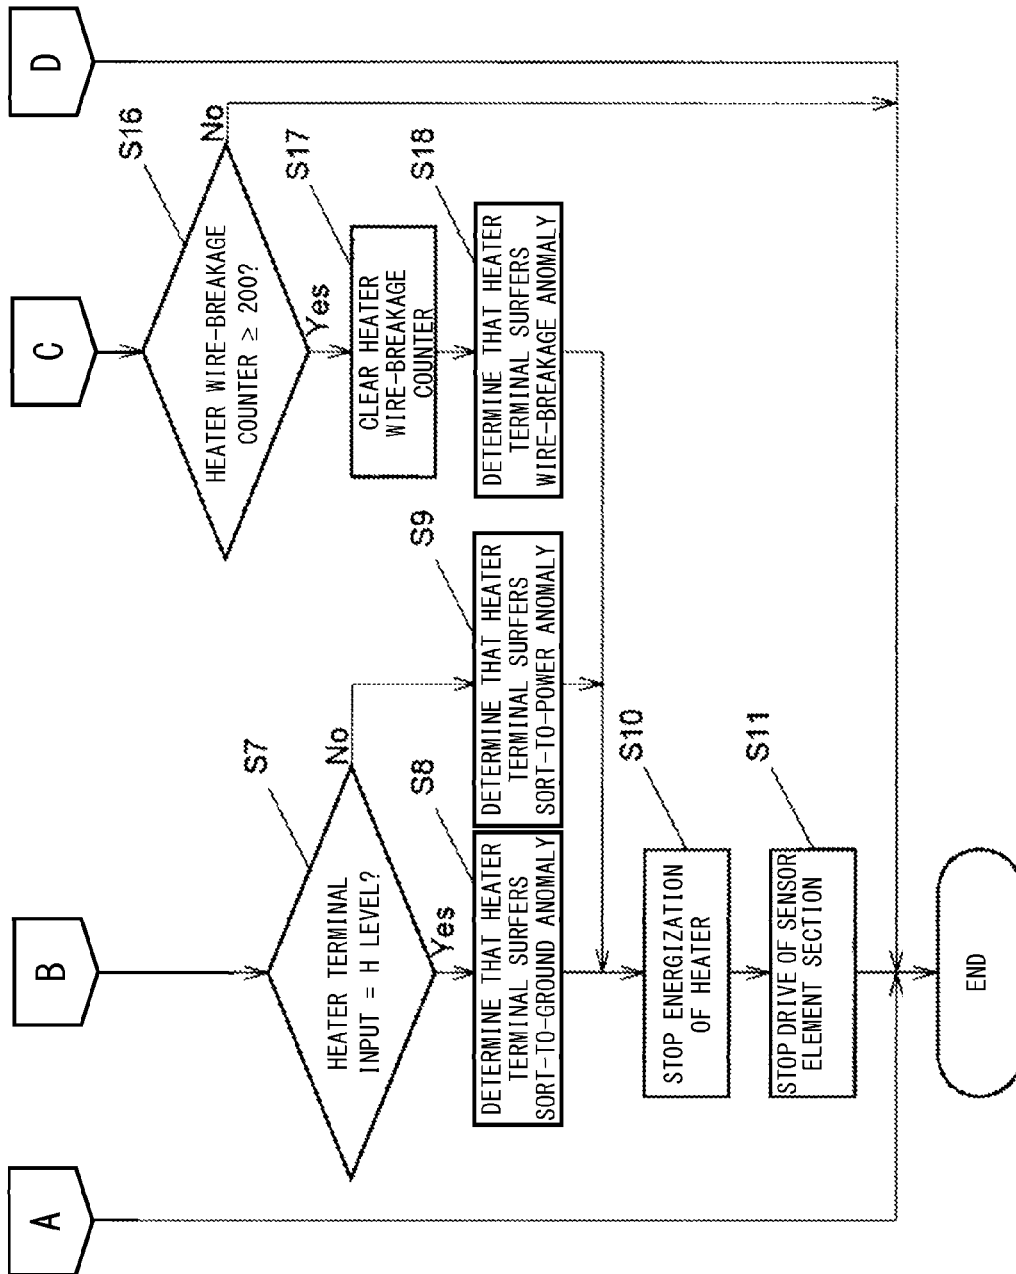 A
B
C
D
HEATER TERMINAL
INPUT = H LEVEL?
S7
Yes
No
DETERMINE THAT HEATER
TERMINAL SURFERS
SORT-TO-GROUND ANOMALY
S8
DETERMINE THAT HEATER
TERMINAL SURFERS
SORT-TO-POWER ANOMALY
S9
HEATER WIRE-BREAKAGE
COUNTER ≥ 200?
S16
Yes
No
CLEAR HEATER
WIRE-BREAKAGE
COUNTER
S17
DETERMINE THAT HEATER
TERMINAL SURFERS
WIRE-BREAKAGE ANOMALY
S18
STOP ENERGIZATION
OF HEATER
S10
STOP DRIVE OF SENSOR
ELEMENT SECTION
S11
END